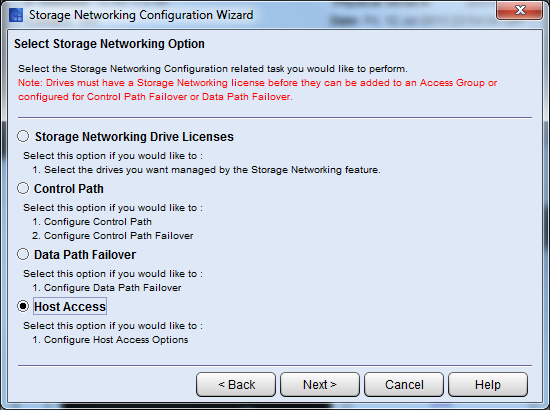 Storage Networking Configuration Wizard
Select Storage Networking Option
Select the Storage Networking Configuration related task you would like to perform.
Note: Drives must have a Storage Networking license before they can be added to an Access Group or
configured for Control Path Failover or Data Path Failover.
Storage Networking Drive Licenses
Select this option if you would like to :
1. Select the drives you want managed by the Storage Networking feature.
Control Path
Select this option if you would like to :
1. Configure Control Path
2. Configure Control Path Failover
Data Path Failover
Select this option if you would like to :
1. Configure Data Path Failover
Host Access
Select this option if you would like to :
1. Configure Host Access Options
< Back Next > Cancel Help